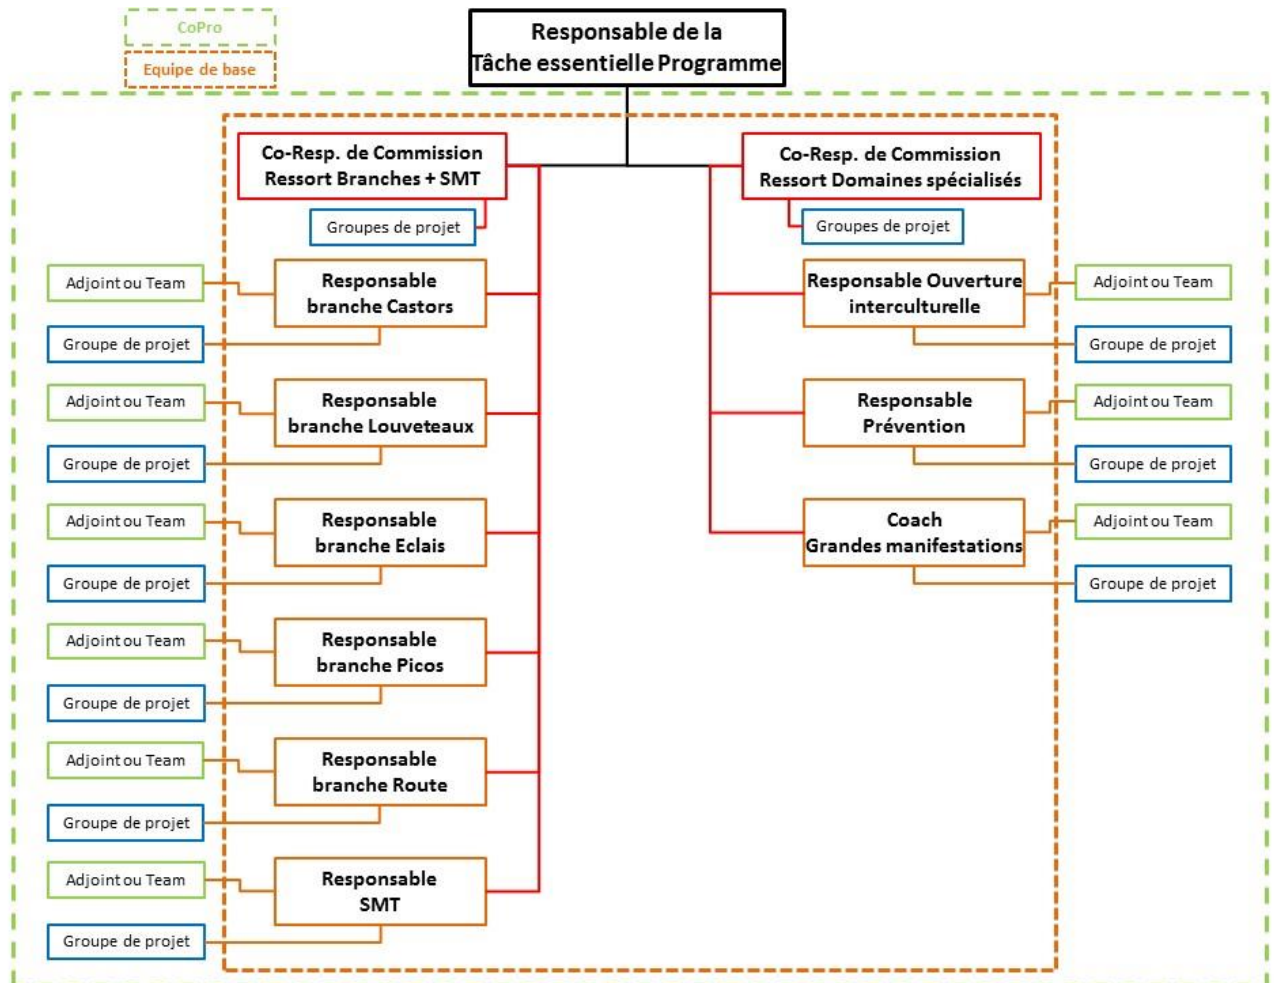 CoPro
Equipe de base
Responsable de la
Tâche essentielle Programme
Co-Resp. de Commission
Ressort Branches + SMT
Groupes de projet
Co-Resp. de Commission
Ressort Domaines spécialisés
Groupes de projet
Adjoint ou Team
Responsable
branche Castors
Groupe de projet
Responsable Ouverture
interculturelle
Adjoint ou Team
Groupe de projet
Adjoint ou Team
Responsable
branche Louveteaux
Groupe de projet
Responsable
Prévention
Adjoint ou Team
Groupe de projet
Adjoint ou Team
Responsable
branche Eclais
Groupe de projet
Coach
Grandes manifestations
Adjoint ou Team
Groupe de projet
Adjoint ou Team
Responsable
branche Picos
Groupe de projet
Adjoint ou Team
Responsable
branche Route
Groupe de projet
Adjoint ou Team
Responsable
SMT
Groupe de projet